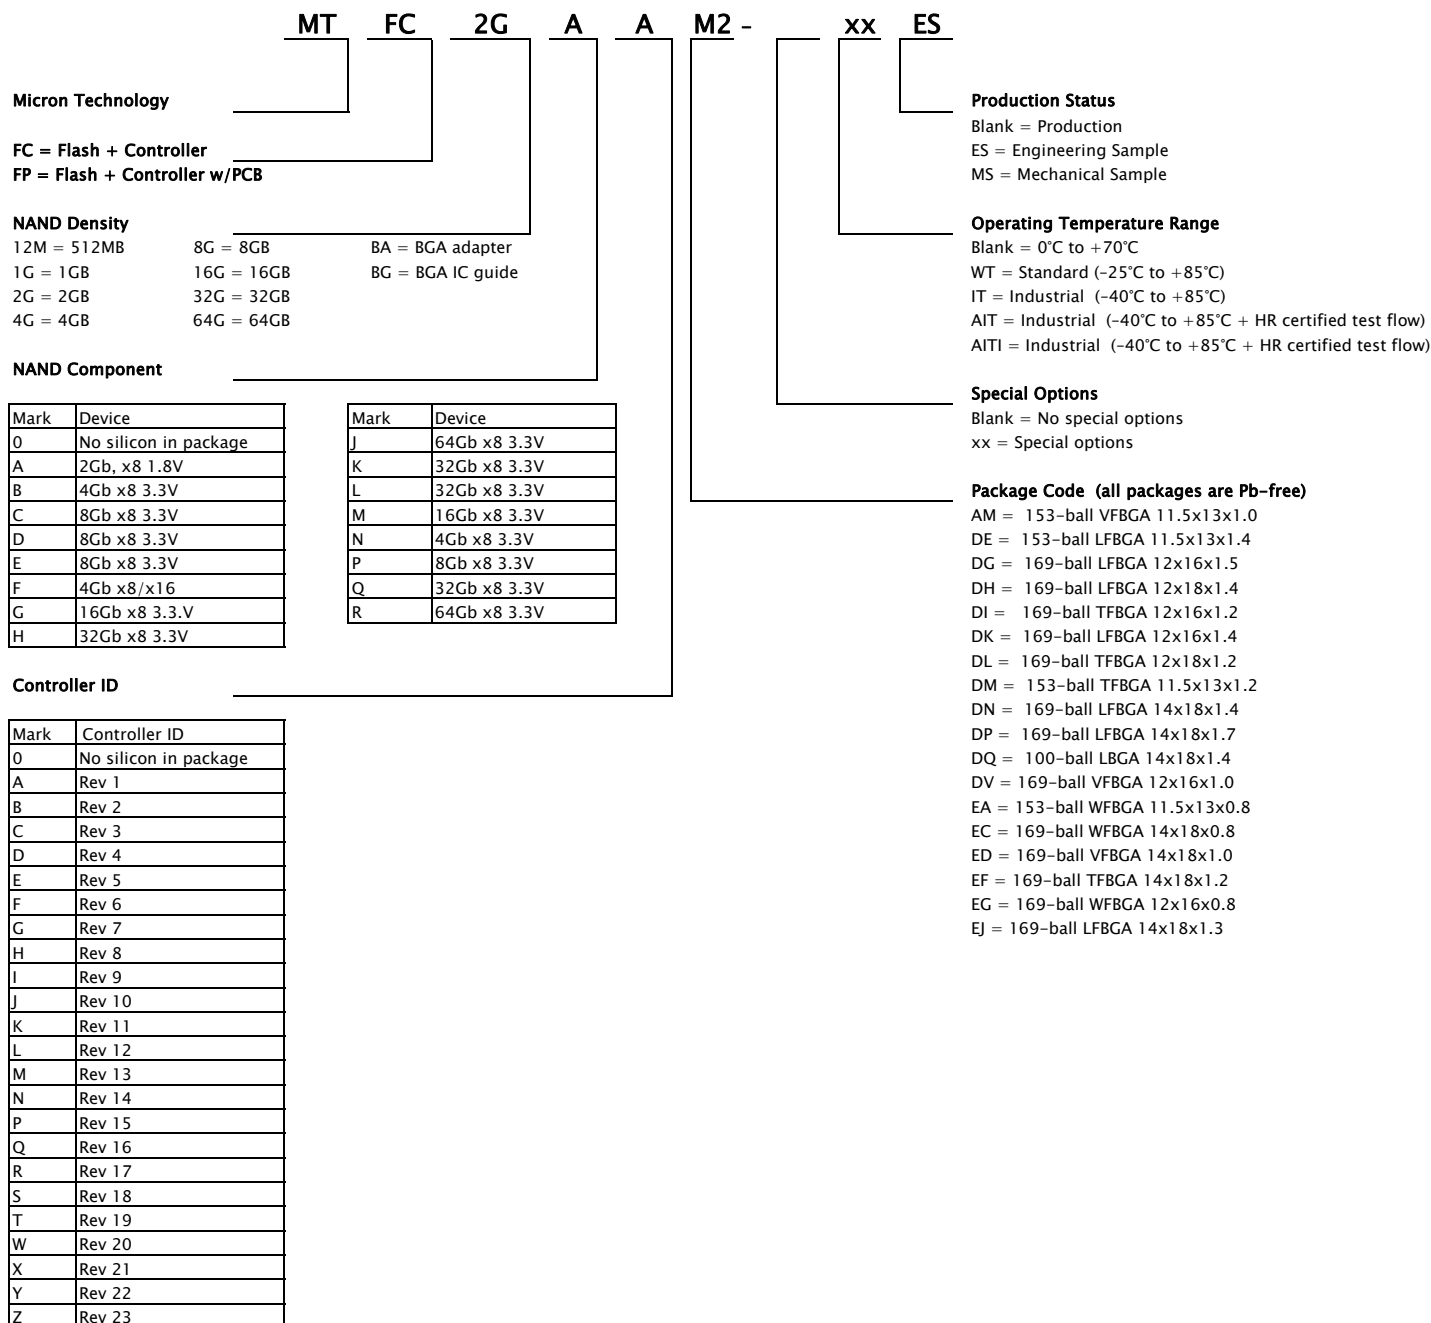 MT FC 2G A A M2 - xx ES
Micron Technology
FC = Flash + Controller
FP = Flash + Controller w/PCB
NAND Density
12M = 512MB 8G = 8GB BA = BGA adapter
1G = 1GB 16G = 16GB BG = BGA IC guide
2G = 2GB 32G = 32GB
4G = 4GB 64G = 64GB
NAND Component
Mark Device
0 No silicon in package
A 2Gb, x8 1.8V
B 4Gb x8 3.3V
C 8Gb x8 3.3V
D 8Gb x8 3.3V
E 8Gb x8 3.3V
F 4Gb x8/x16
G 16Gb x8 3.3.V
H 32Gb x8 3.3V
Mark Device
J 64Gb x8 3.3V
K 32Gb x8 3.3V
L 32Gb x8 3.3V
M 16Gb x8 3.3V
N 4Gb x8 3.3V
P 8Gb x8 3.3V
Q 32Gb x8 3.3V
R 64Gb x8 3.3V
Controller ID
Mark Controller ID
0 No silicon in package
A Rev 1
B Rev 2
C Rev 3
D Rev 4
E Rev 5
F Rev 6
G Rev 7
H Rev 8
I Rev 9
J Rev 10
K Rev 11
L Rev 12
M Rev 13
N Rev 14
P Rev 15
Q Rev 16
R Rev 17
S Rev 18
T Rev 19
W Rev 20
X Rev 21
Y Rev 22
Z Rev 23
Production Status
Blank = Production
ES = Engineering Sample
MS = Mechanical Sample
Operating Temperature Range
Blank = 0°C to +70°C
WT = Standard (-25°C to +85°C)
IT = Industrial (-40°C to +85°C)
AIT = Industrial (-40°C to +85°C + HR certified test flow)
AITI = Industrial (-40°C to +85°C + HR certified test flow)
Special Options
Blank = No special options
xx = Special options
Package Code (all packages are Pb-free)
AM = 153-ball VFBGA 11.5x13x1.0
DE = 153-ball LFBGA 11.5x13x1.4
DG = 169-ball LFBGA 12x16x1.5
DH = 169-ball LFBGA 12x18x1.4
DI = 169-ball TFBGA 12x16x1.2
DK = 169-ball LFBGA 12x16x1.4
DL = 169-ball TFBGA 12x18x1.2
DM = 153-ball TFBGA 11.5x13x1.2
DN = 169-ball LFBGA 14x18x1.4
DP = 169-ball LFBGA 14x18x1.7
DQ = 100-ball LBGA 14x18x1.4
DV = 169-ball VFBGA 12x16x1.0
EA = 153-ball WFBGA 11.5x13x0.8
EC = 169-ball WFBGA 14x18x0.8
ED = 169-ball VFBGA 14x18x1.0
EF = 169-ball TFBGA 14x18x1.2
EG = 169-ball WFBGA 12x16x0.8
EJ = 169-ball LFBGA 14x18x1.3